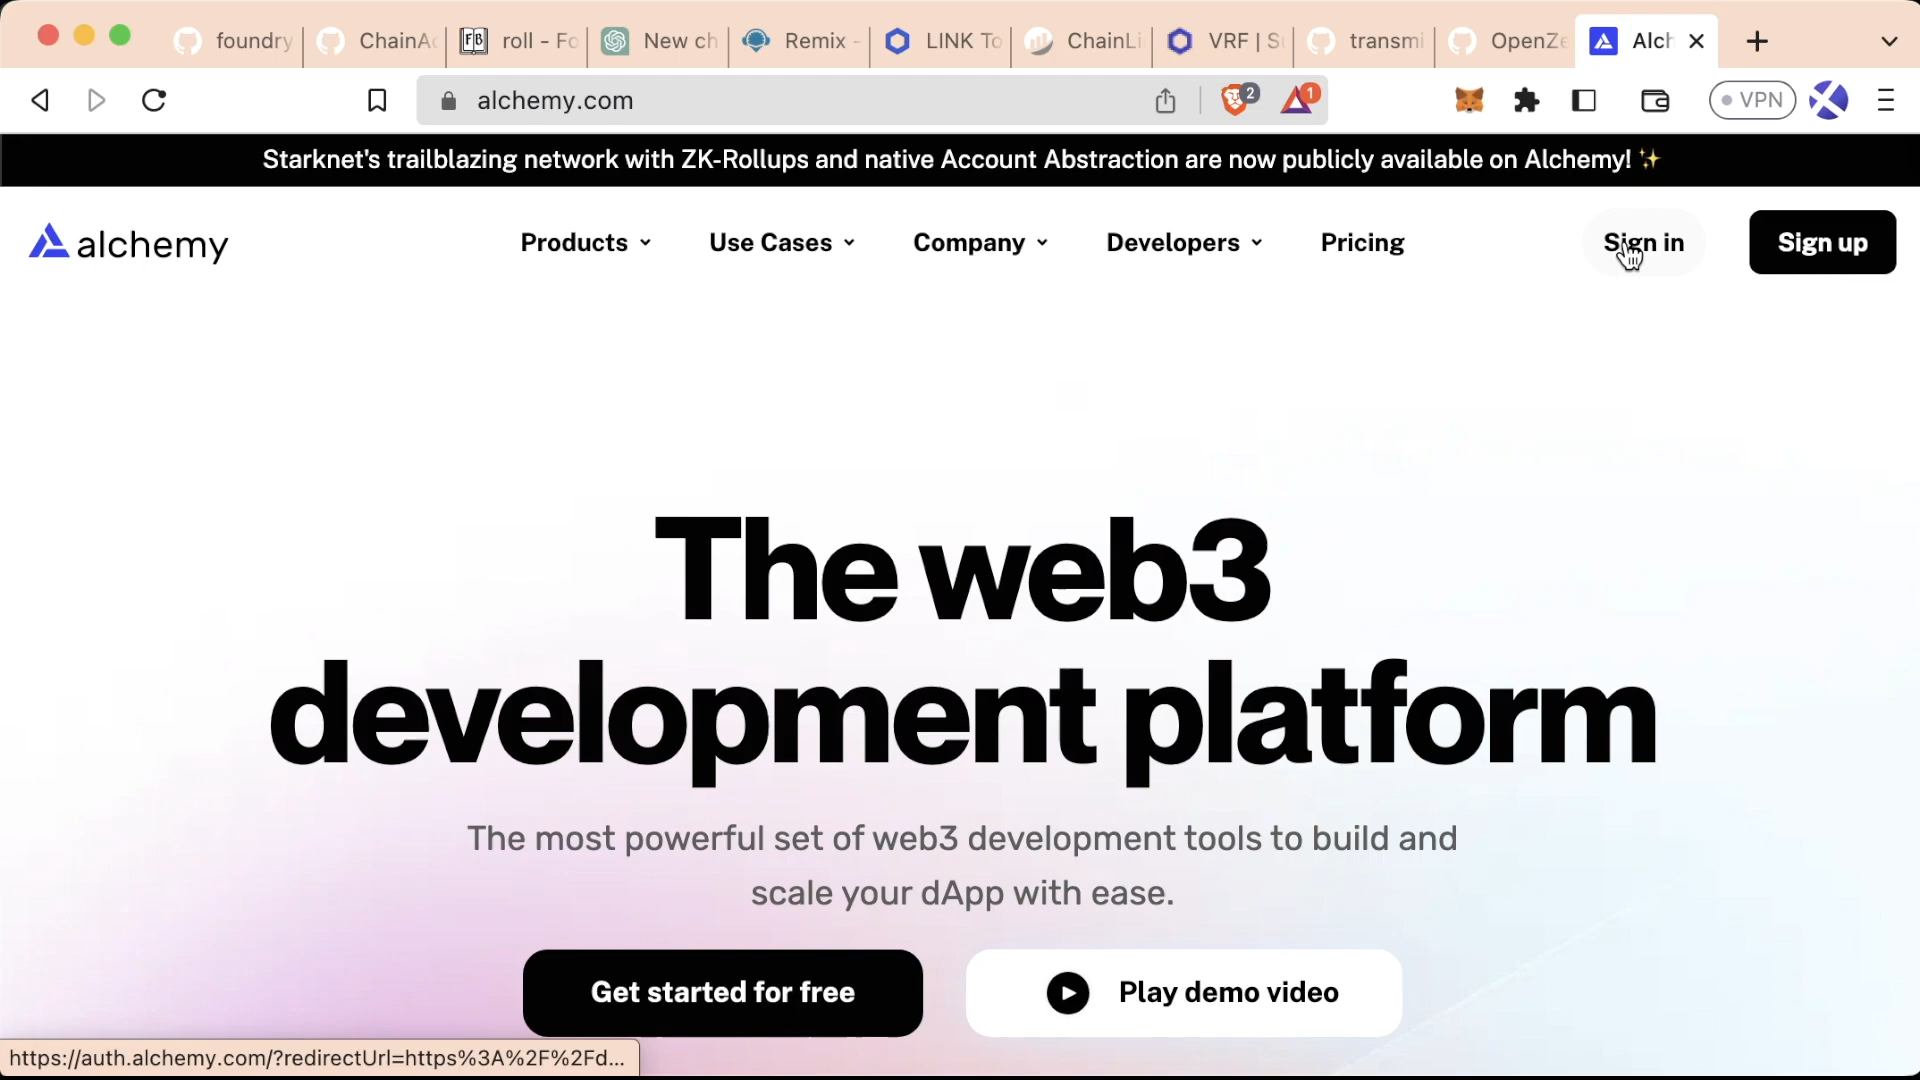 foundry
ChainA
roll - Fo
New ch
Remix -
LINK To
ChainLi
VRF | S
transmi
OpenZe
Alch
alchemy.com
2
1
VPN
Starknet's trailblazing network with ZK-Rollups and native Account Abstraction are now publicly available on Alchemy! ✨
alchemy
Products
Use Cases
Company
Developers
Pricing
Sign in
Sign up
The web3
development platform
The most powerful set of web3 development tools to build and
scale your dApp with ease.
Get started for free
Play demo video
https://auth.alchemy.com/?redirectUrl=https%3A%2F%2Fd...